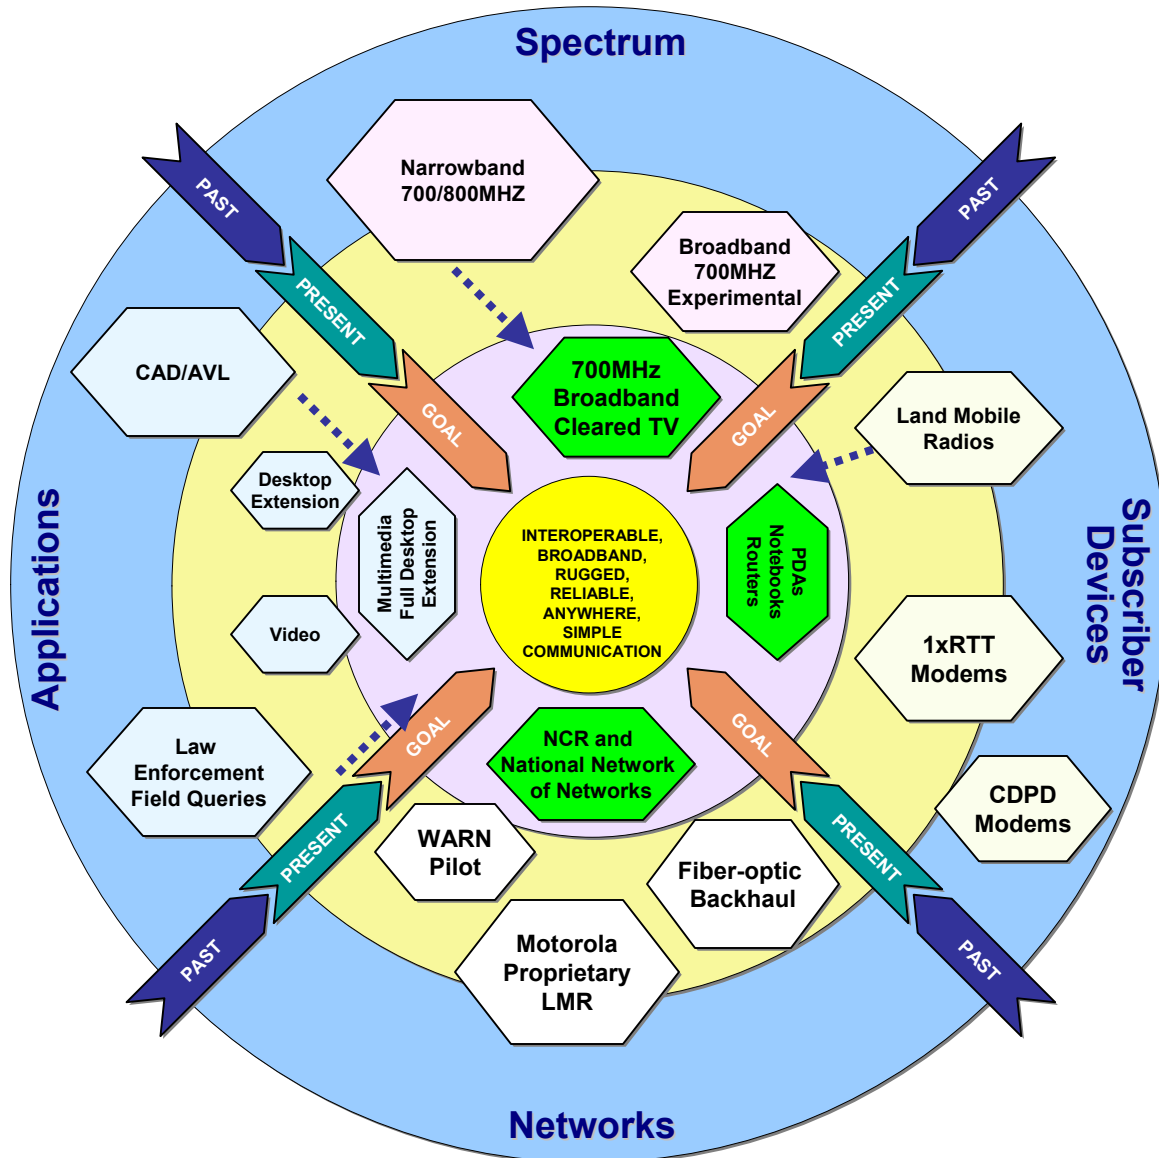 Spectrum
Narrowband
700/800MHZ
PAST
PAST
Broadband
700MHZ
Experimental
PRESENT
PRESENT
CAD/AVL
700MHz
Broadband
Cleared TV
GOAL
GOAL
Land Mobile
Radios
Desktop
Extension
Applications
Multimedia
Full Desktop
Extension
INTEROPERABLE,
BROADBAND,
RUGGED,
RELIABLE,
ANYWHERE,
SIMPLE
COMMUNICATION
PDAs
Notebooks
Routers
Subscriber
Devices
Video
1xRTT
Modems
Law
Enforcement
Field Queries
GOAL
NCR and
National Network
of Networks
GOAL
CDPD
Modems
PRESENT
WARN
Pilot
Fiber-optic
Backhaul
PRESENT
PAST
Motorola
Proprietary
LMR
PAST
Networks